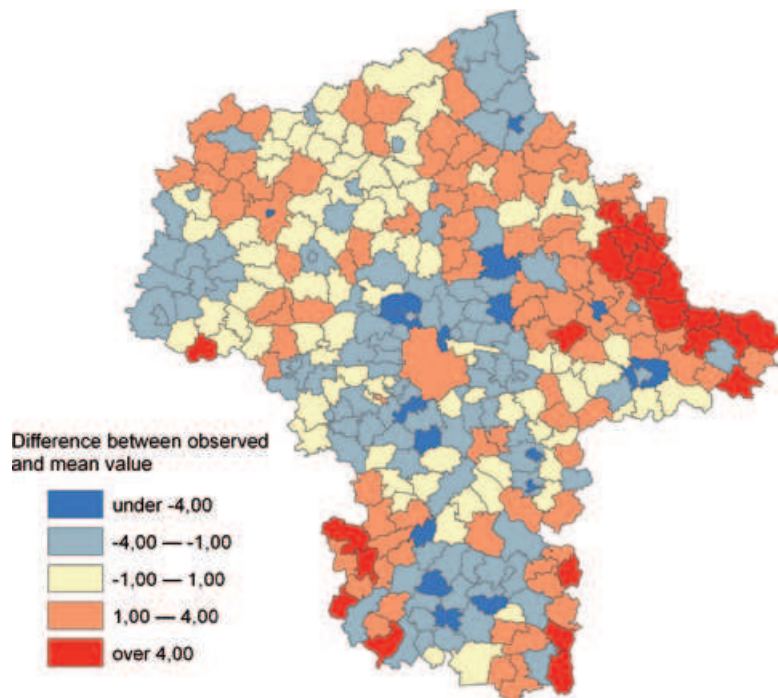 Difference between observed
and mean value
under -4,00
-4,00 — -1,00
-1,00 — 1,00
1,00 — 4,00
over 4,00